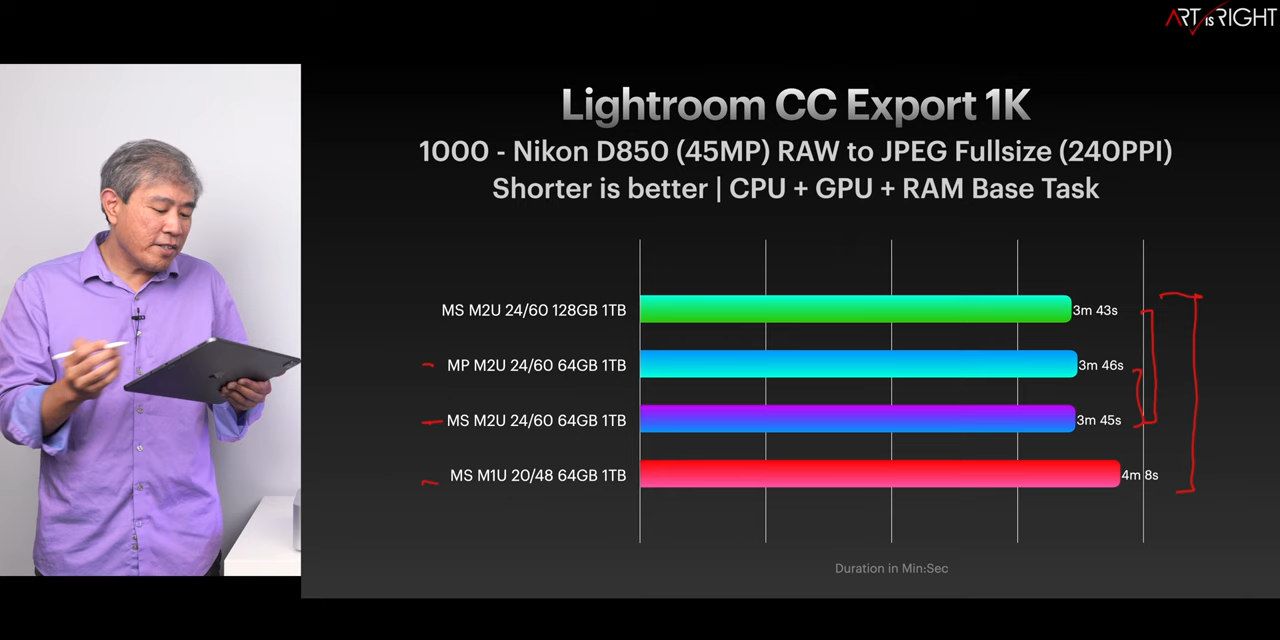 ART IS RIGHT
Lightroom CC Export 1K
1000 - Nikon D850 (45MP) RAW to JPEG Fullsize (240PPI)
Shorter is better | CPU + GPU + RAM Base Task
MS M2U 24/60 128GB 1TB 3m 43s
MP M2U 24/60 64GB 1TB 3m 46s
MS M2U 24/60 64GB 1TB 3m 45s
MS M1U 20/48 64GB 1TB 4m 8s
Duration in Min:Sec